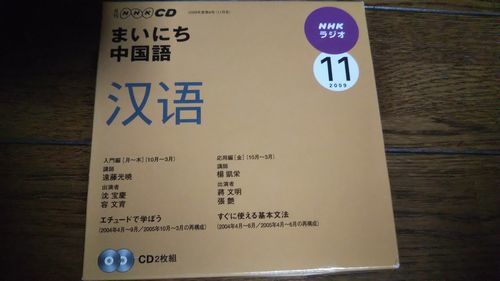 月刊 NHK CD
まいにち
中国語
汉语
NHK
ラジオ
11
2009
入門編［月〜木］(10月〜3月)
講師
遠藤光暁
出演者
沈 宝慶
容 文育
エチュードで学ぼう
(2004年4月〜9月／2005年10月〜3月の再構成)
応用編［金］(10月〜3月)
講師
楊 凱栄
出演者
蒋 文明
張 艶
すぐに使える基本文法
(2004年4月〜6月／2005年4月〜6月の再構成)
CD2枚組